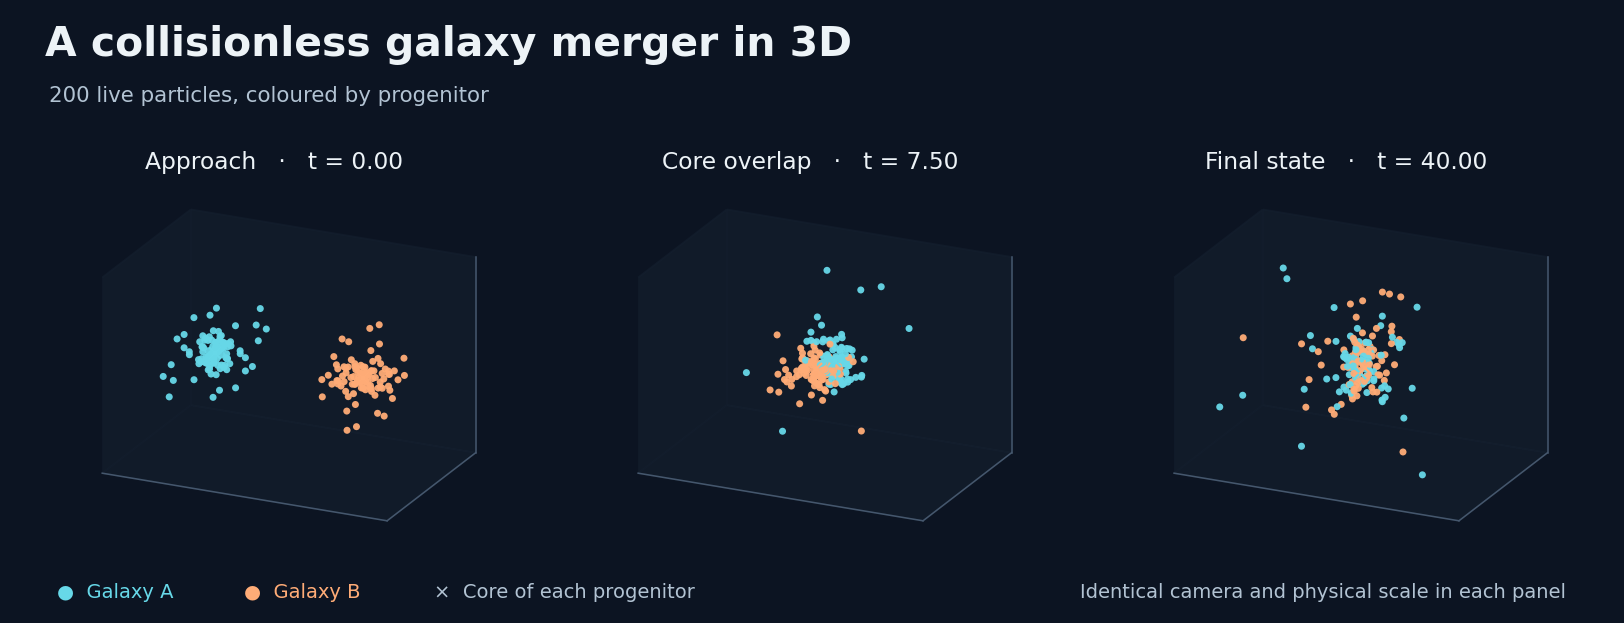 A collisionless galaxy merger in 3D
200 live particles, coloured by progenitor
Approach · t = 0.00
Core overlap · t = 7.50
Final state · t = 40.00
Galaxy A
Galaxy B
× Core of each progenitor
Identical camera and physical scale in each panel